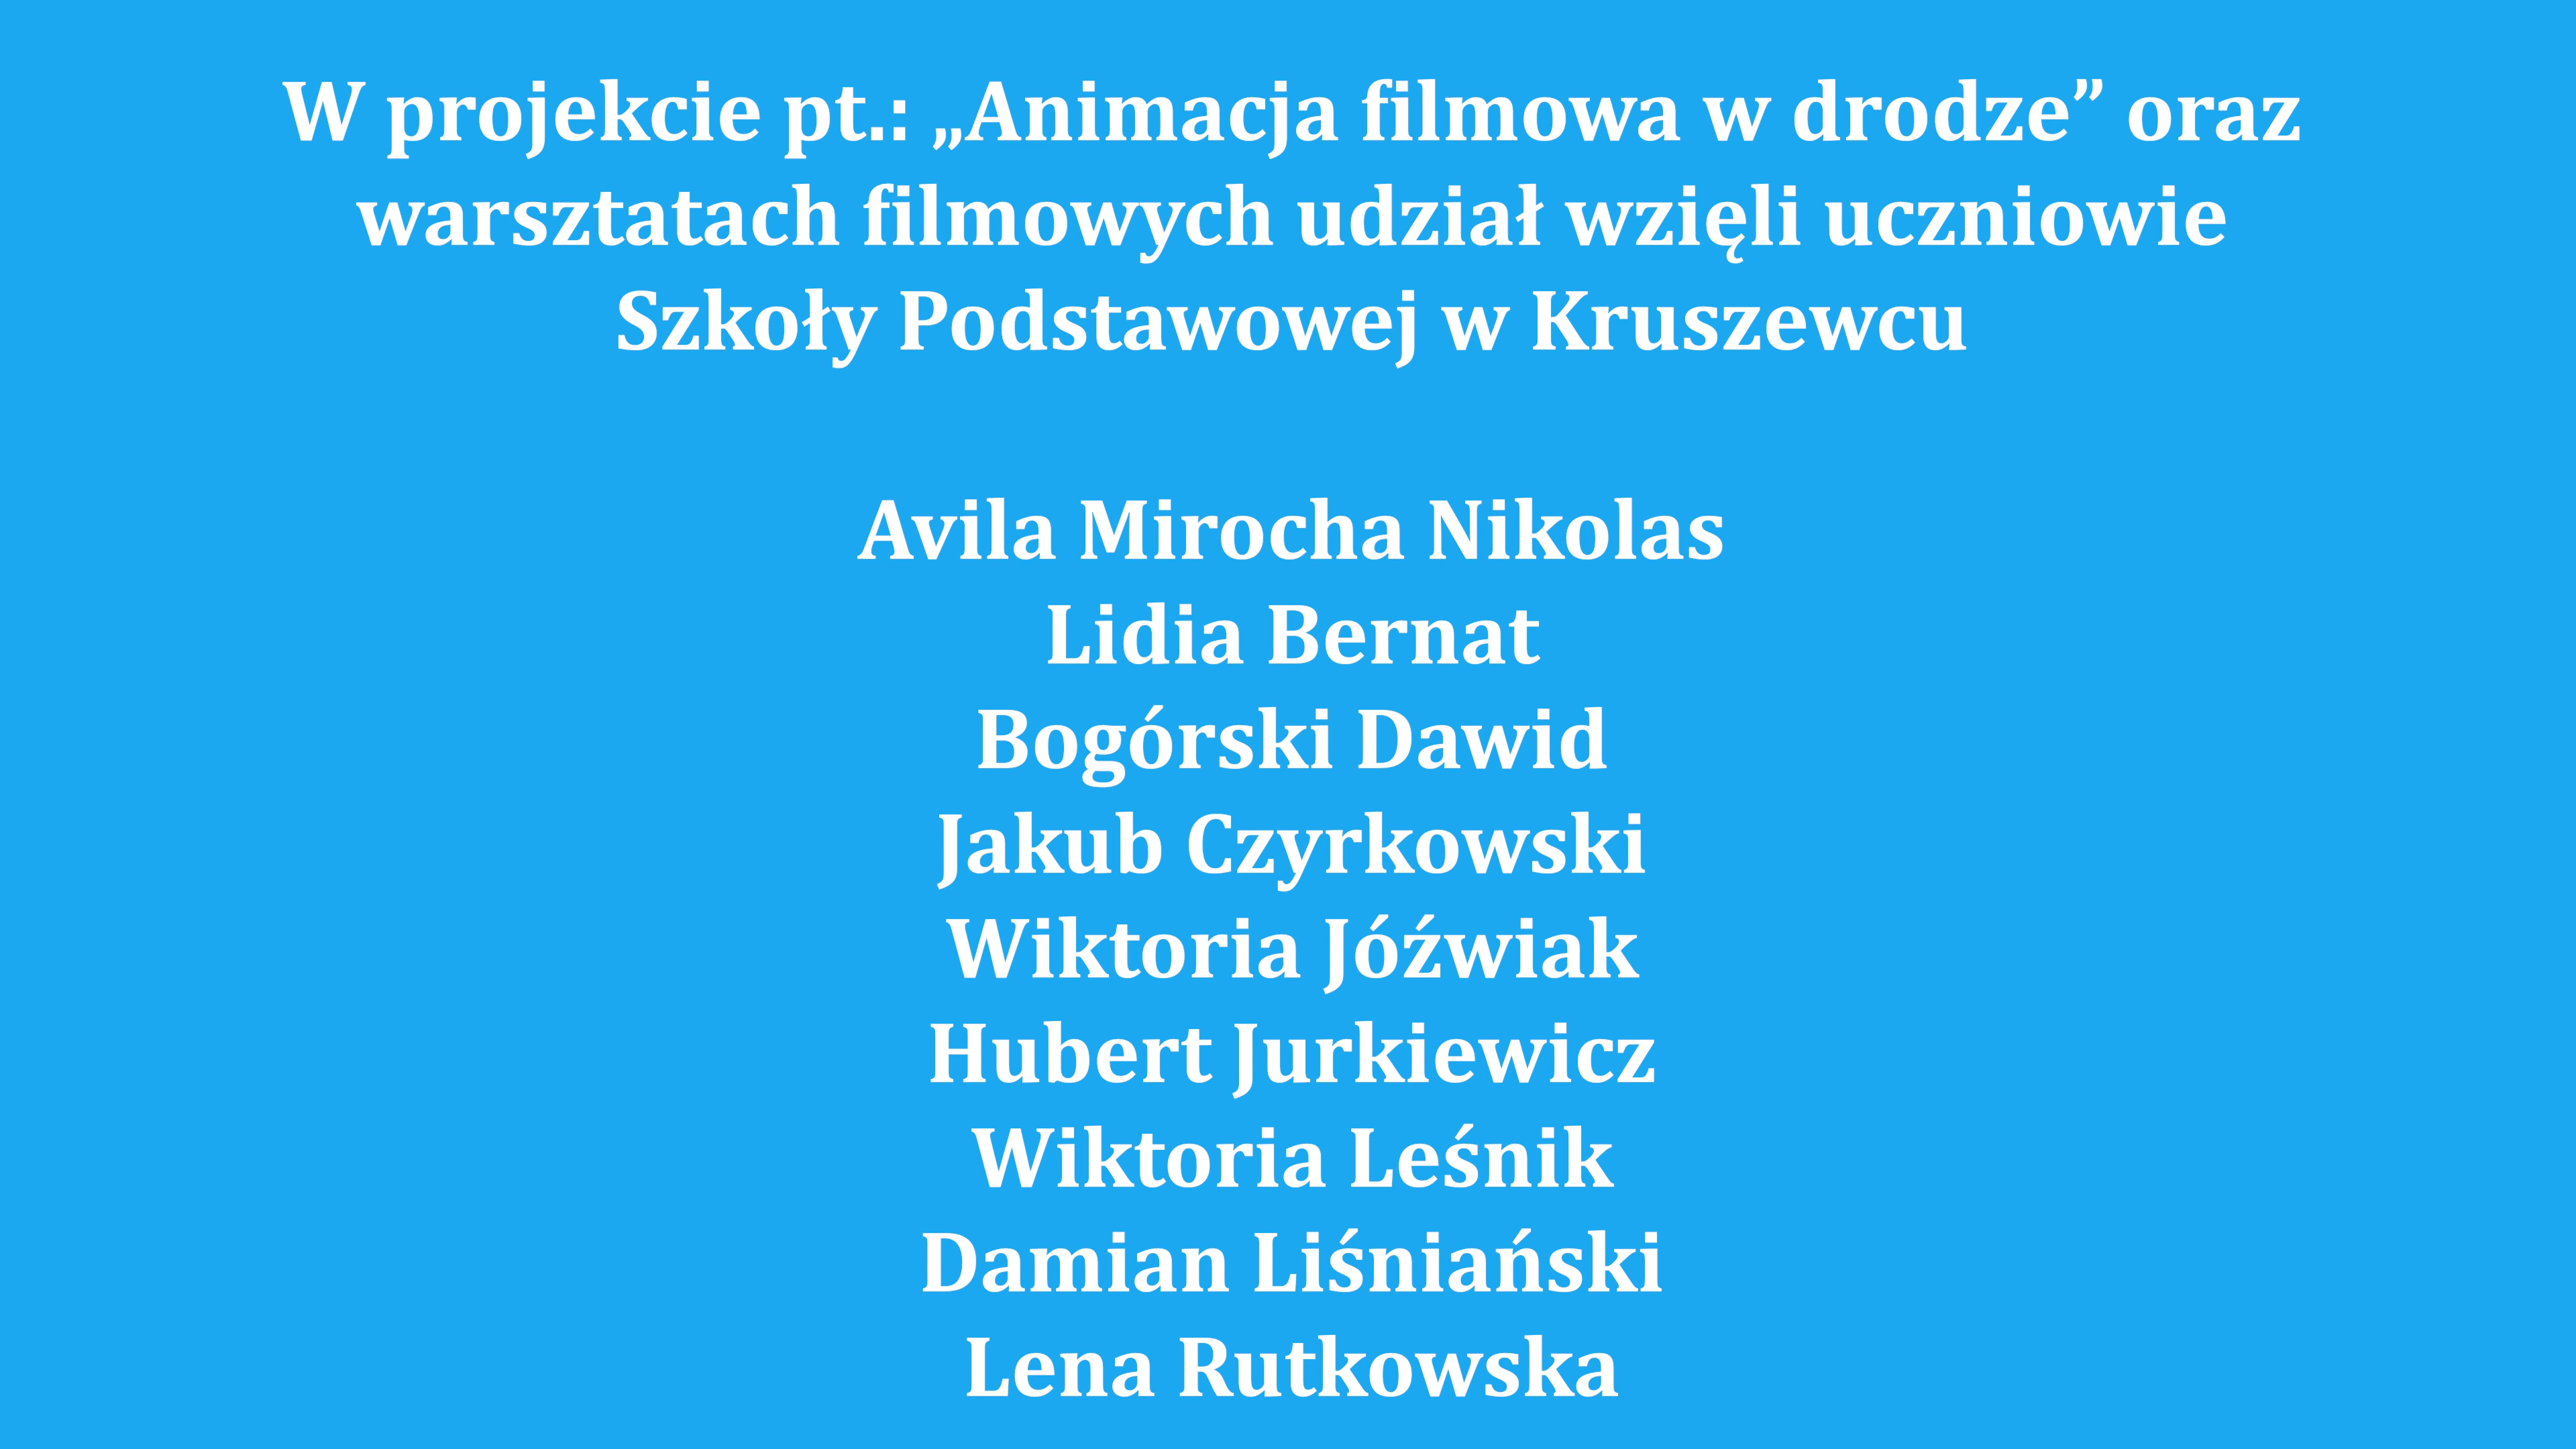 W projekcie pt.: „Animacja filmowa w drodze” oraz
warsztatach filmowych udział wzięli uczniowie
Szkoły Podstawowej w Kruszewcu
Avila Mirocha Nikolas
Lidia Bernat
Bogórski Dawid
Jakub Czyrkowski
Wiktoria Jóźwiak
Hubert Jurkiewicz
Wiktoria Leśnik
Damian Liśniański
Lena Rutkowska